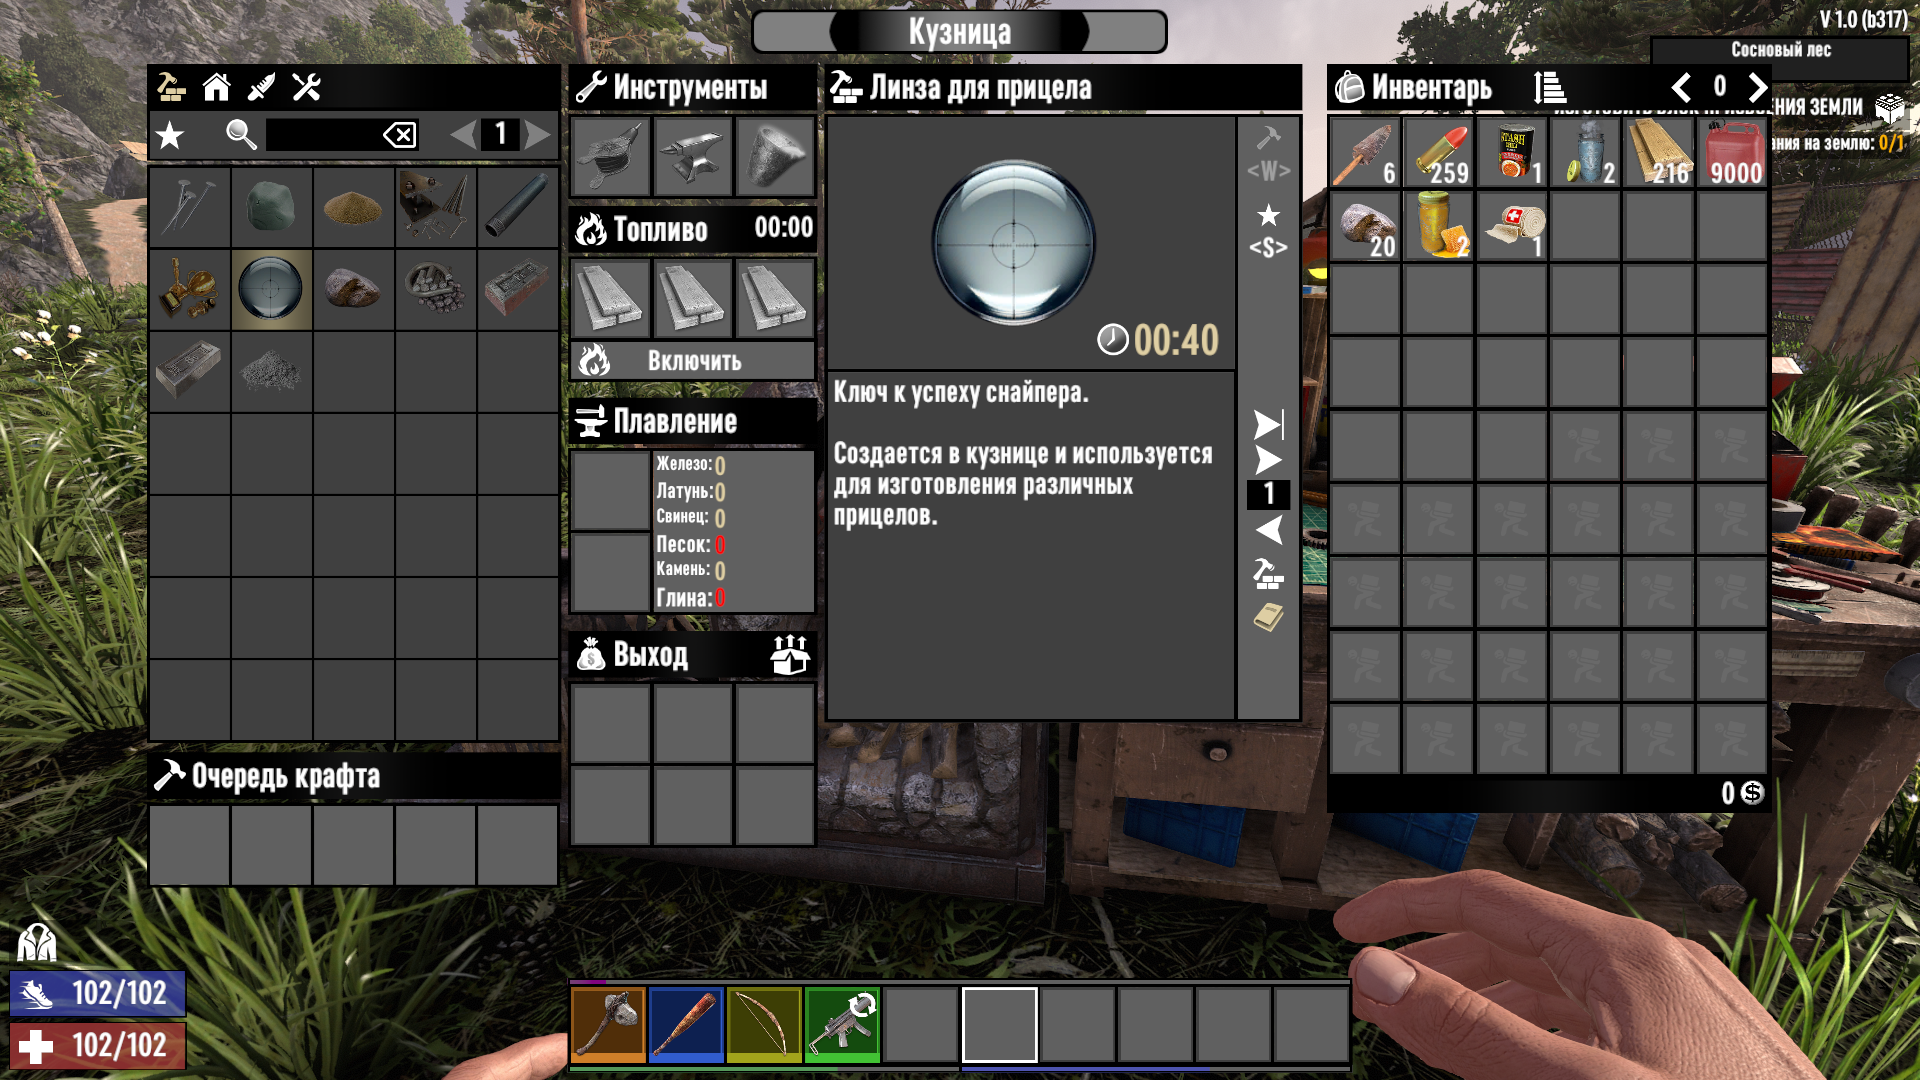 Кузница
V 1.0 (b317)
Сосновый лес
ЕНИЯ ЗЕМЛИ
ания на землю: 0/1
1
Инструменты
Топливо
00:00
Включить
Плавление
Железо: 0
Латунь: 0
Свинец: 0
Песок: 0
Камень: 0
Глина: 0
Выход
Линза для прицела
00:40
Ключ к успеху снайпера.
Создается в кузнице и используется
для изготовления различных
прицелов.
<W>
<S>
1
Инвентарь
0
6
259
1
2
216
9000
20
2
1
0
Очередь крафта
102/102
102/102